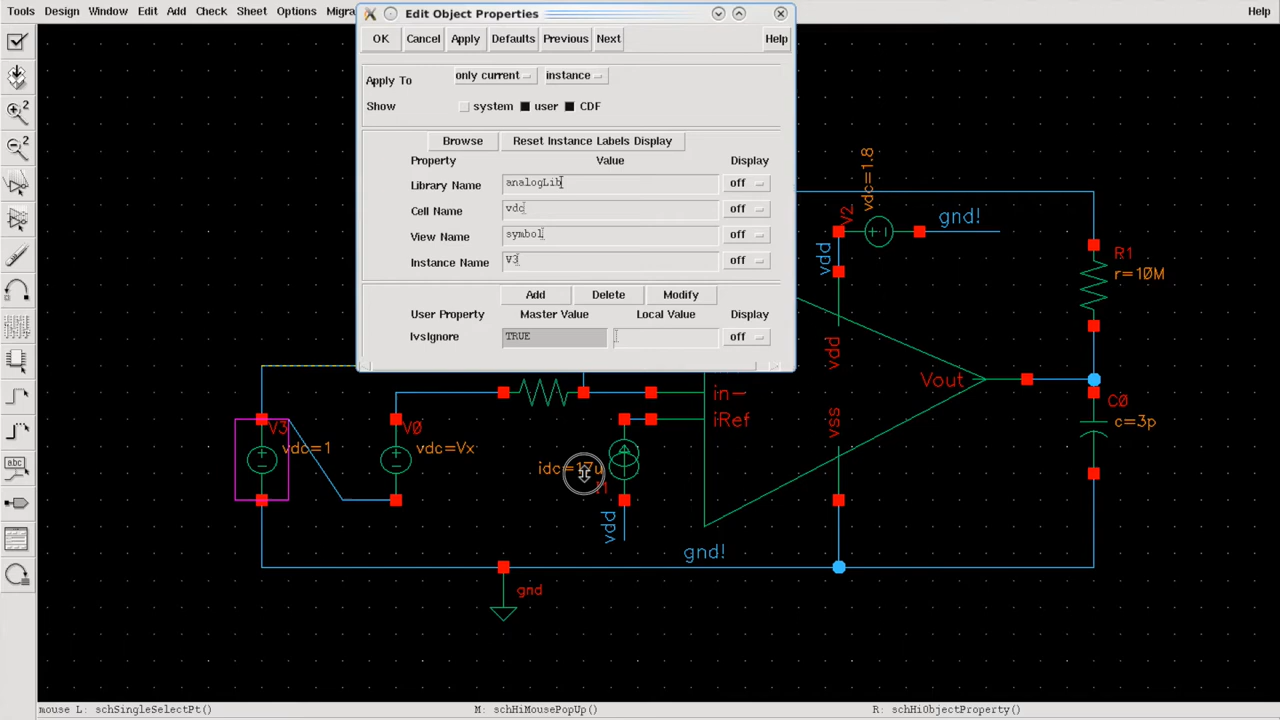 Tools Design Window Edit Add Check Sheet Options Migra Help
Edit Object Properties
OK Cancel Apply Defaults Previous Next Help
Apply To only current instance
Show system user CDF
Browse Reset Instance Labels Display
Property Value Display
Library Name analogLib off
Cell Name vdc off
View Name symbol off
Instance Name V3 off
Add Delete Modify
User Property Master Value Local Value Display
lvsIgnore TRUE off
vdc=1.8
V2
gnd!
vdd
R1
r=10M
vdd
Vout
in-
iRef
vss
C0
c=3p
V3
vdc=1
V0
vdc=Vx
idc=17u
vdd
gnd!
gnd
mouse L: schSingleSelectPt() M: schHiMousePopUp() R: schHiObjectProperty()